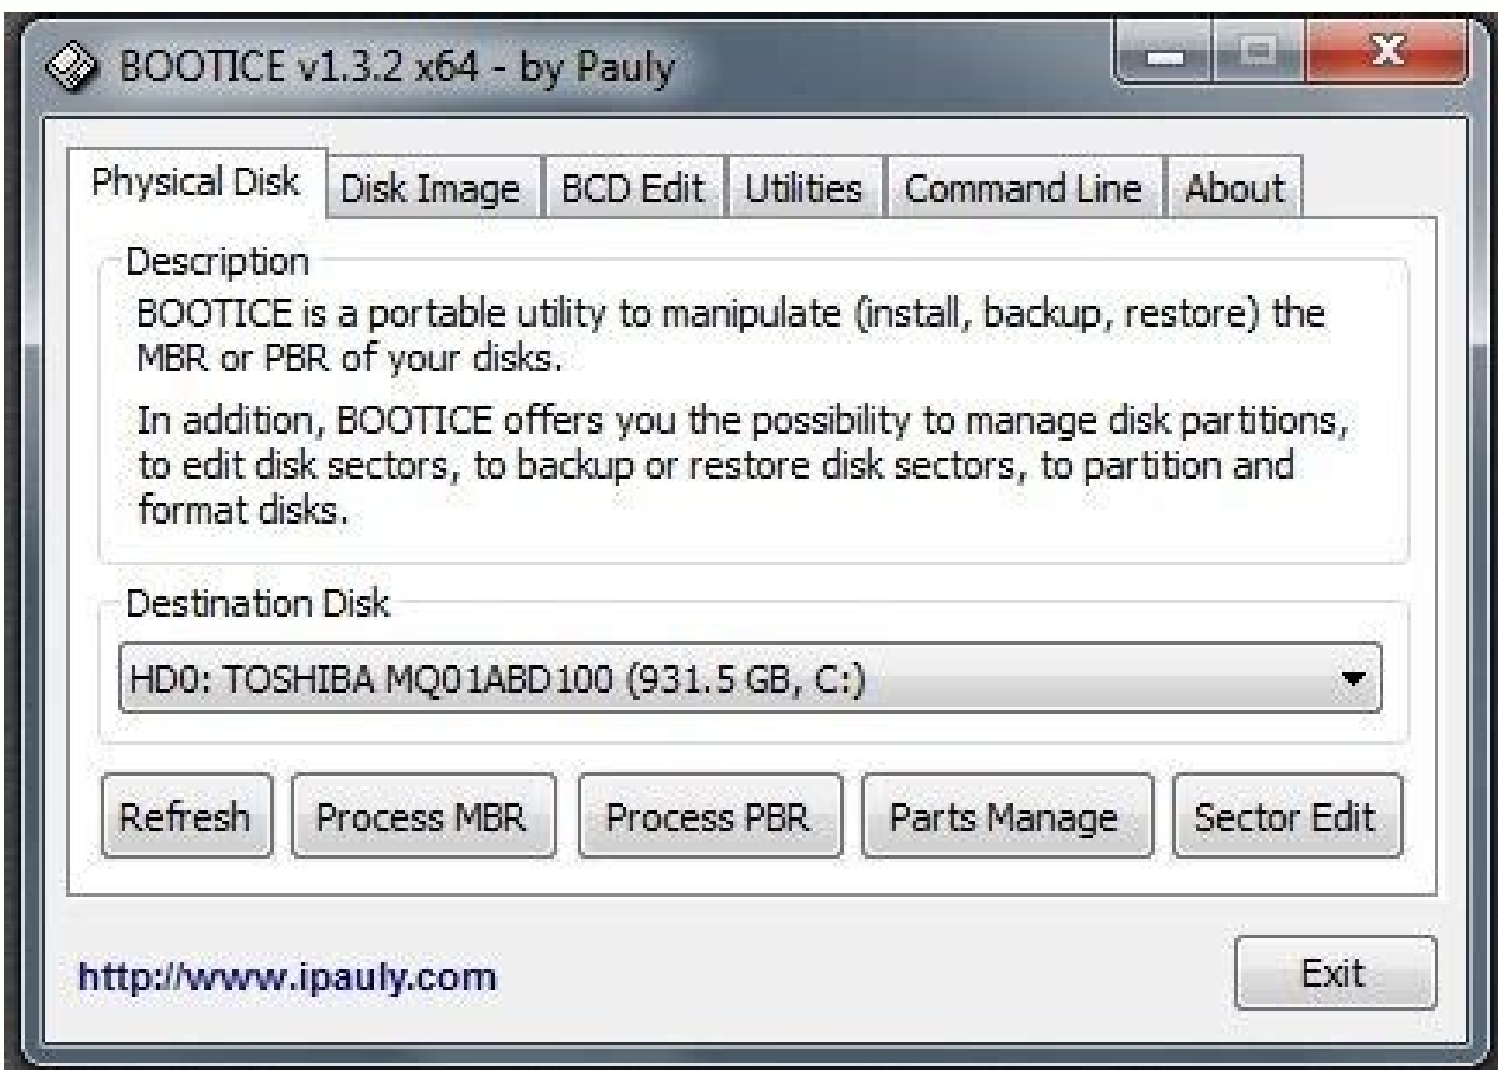 BOOTICE v1.3.2 x64 - by Pauly
Physical Disk
Disk Image
BCD Edit
Utilities
Command Line
About
Description
BOOTICE is a portable utility to manipulate (install, backup, restore) the
MBR or PBR of your disks.
In addition, BOOTICE offers you the possibility to manage disk partitions,
to edit disk sectors, to backup or restore disk sectors, to partition and
format disks.
Destination Disk
HD0: TOSHIBA MQ01ABD100 (931.5 GB, C:)
Refresh
Process MBR
Process PBR
Parts Manage
Sector Edit
http://www.ipauly.com
Exit